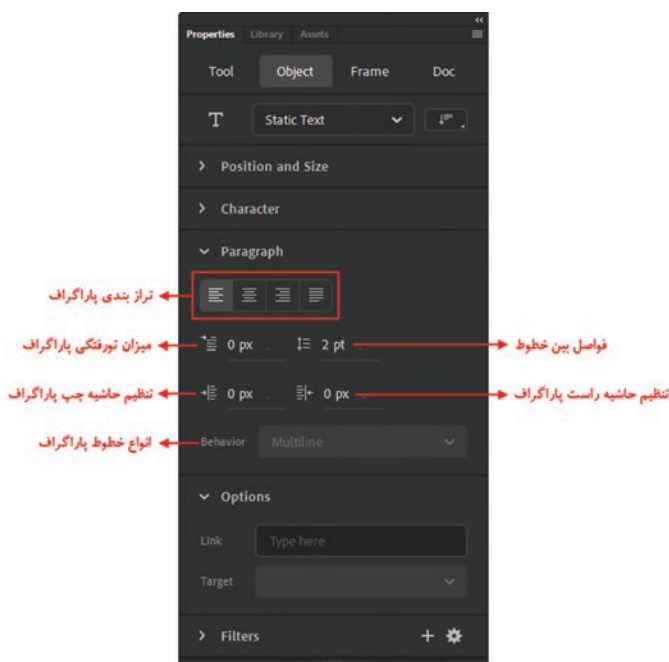 Properties Library Assets
Tool Object Frame Doc
T Static Text
Position and Size
Character
Paragraph
تراز بندی پاراگراف
میزان تورفتگی پاراگراف 0 px 2 pt فواصل بین خطوط
تنظیم حاشیه چپ پاراگراف 0 px 0 px تنظیم حاشیه راست پاراگراف
انواع خطوط پاراگراف Behavior Multiline
Options
Link Type here
Target
Filters